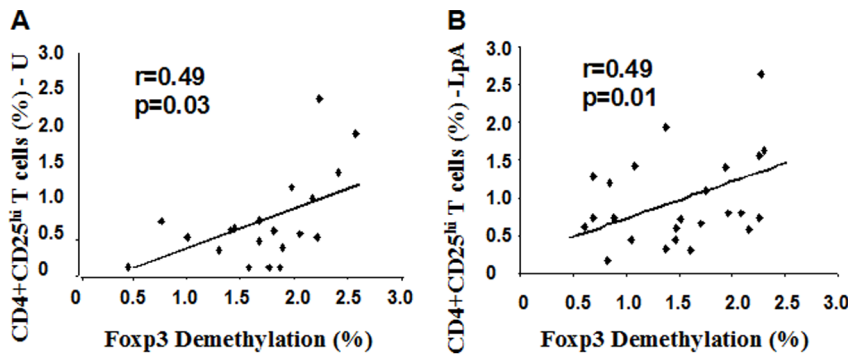 A
CD4+CD25hi T cells (%) - U
3.0
2.5
2.0
1.5
1.0
0.5
0
r=0.49
p=0.03
0 0.5 1.0 1.5 2.0 2.5 3.0
Foxp3 Demethylation (%)
B
CD4+CD25hi T cells (%) -LpA
3.0
2.5
2.0
1.5
1.0
0.5
0
r=0.49
p=0.01
0 0.5 1.0 1.5 2.0 2.5 3.0
Foxp3 Demethylation (%)